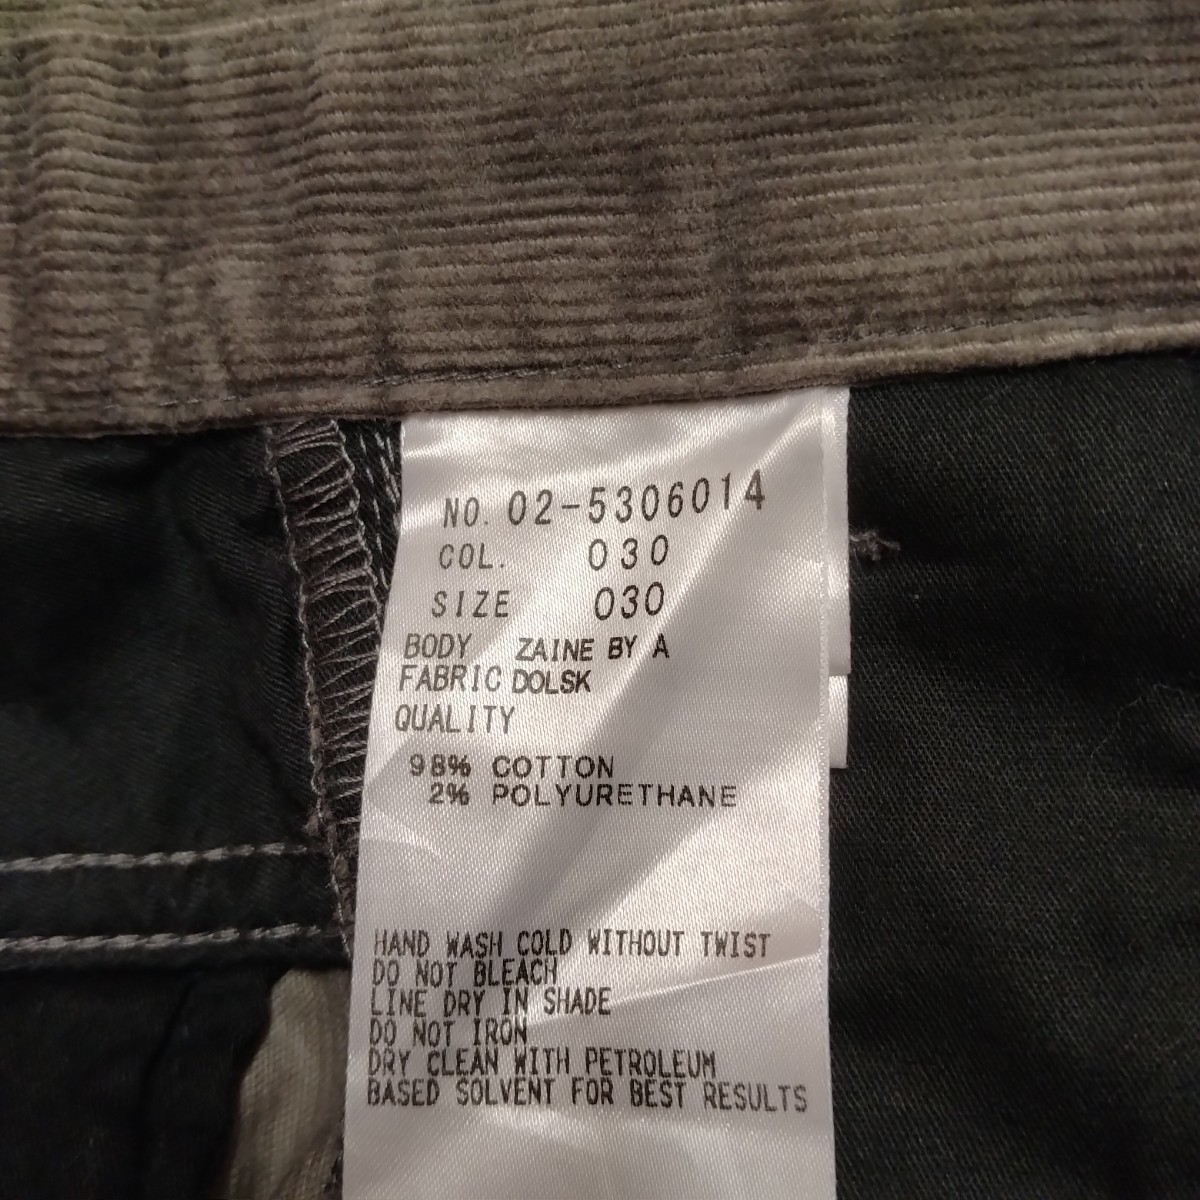 NO. 02-5306014
COL. 030
SIZE 030
BODY ZAINE BY A
FABRIC DOLSK
QUALITY
98% COTTON
2% POLYURETHANE
HAND WASH COLD WITHOUT TWIST
DO NOT BLEACH
LINE DRY IN SHADE
DO NOT IRON
DRY CLEAN WITH PETROLEUM
BASED SOLVENT FOR BEST RESULTS